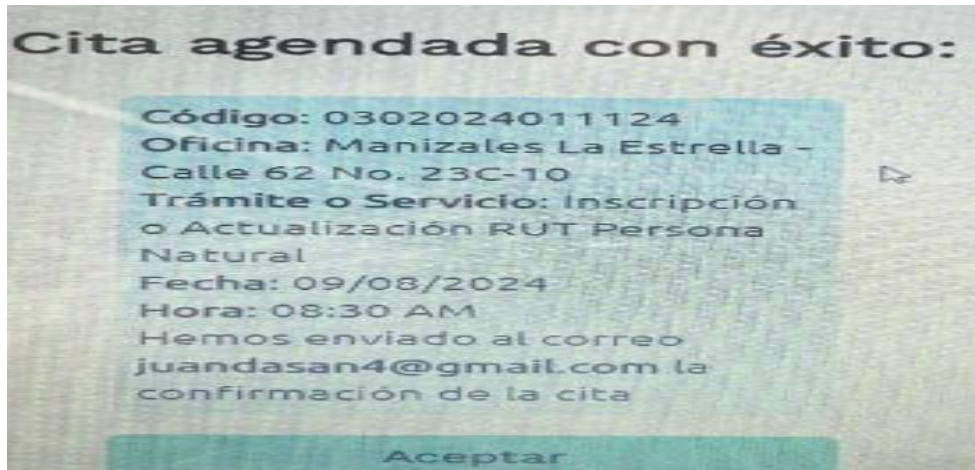 Cita agendada con éxito:
Código: 0302024011124
Oficina: Manizales La Estrella -
Calle 62 No. 23C-10
Trámite o Servicio: Inscripción
o Actualización RUT Persona
Natural
Fecha: 09/08/2024
Hora: 08:30 AM
Hemos enviado al correo
juandasan4@gmail.com la
confirmación de la cita
Aceptar